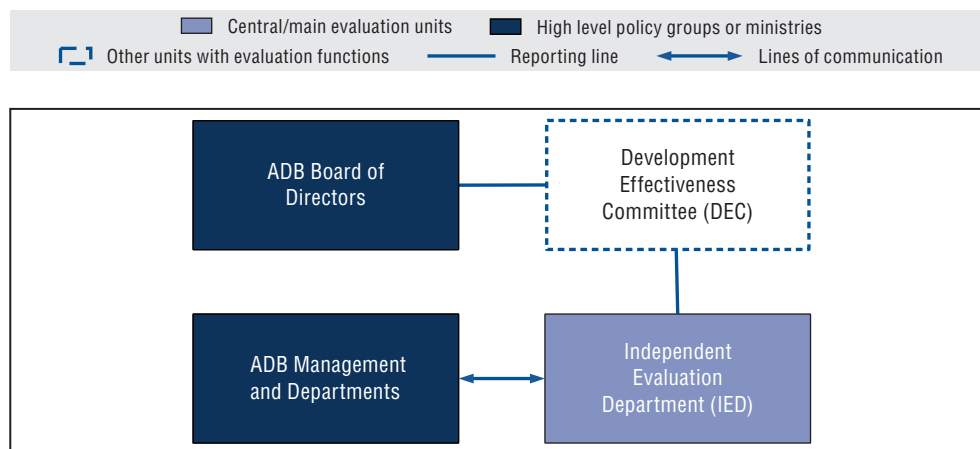 Central/main evaluation units
High level policy groups or ministries
Other units with evaluation functions
Reporting line
Lines of communication
ADB Board of
Directors
Development
Effectiveness
Committee (DEC)
ADB Management
and Departments
Independent
Evaluation
Department (IED)